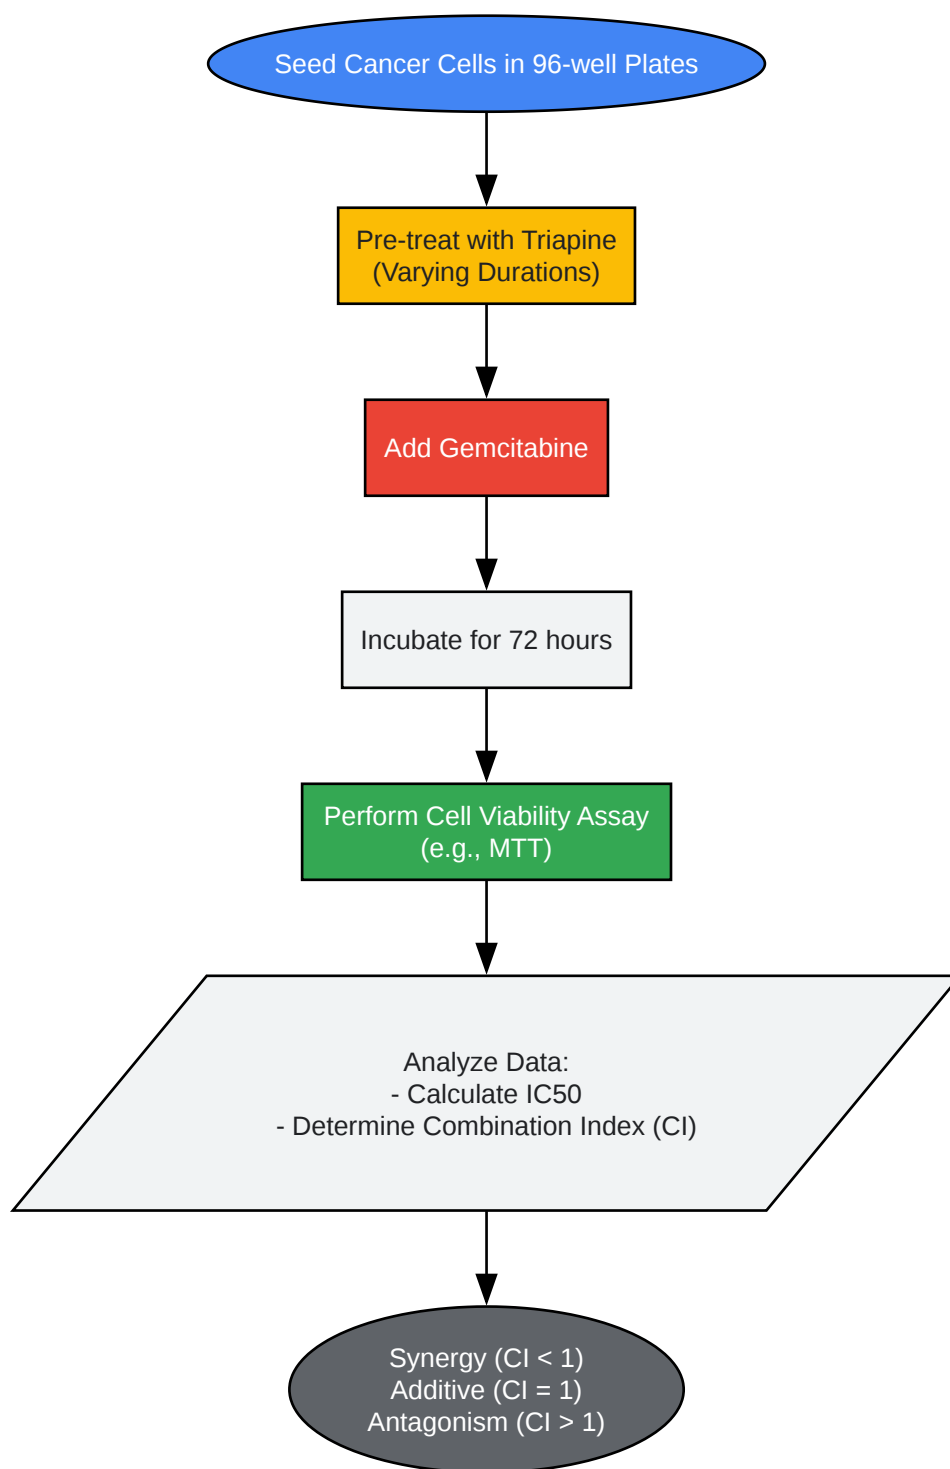 Seed Cancer Cells in 96-well Plates
Pre-treat with Triapine
(Varying Durations)
Add Gemcitabine
Incubate for 72 hours
Perform Cell Viability Assay
(e.g., MTT)
Analyze Data:
- Calculate IC50
- Determine Combination Index (CI)
Synergy (CI < 1)
Additive (CI = 1)
Antagonism (CI > 1)